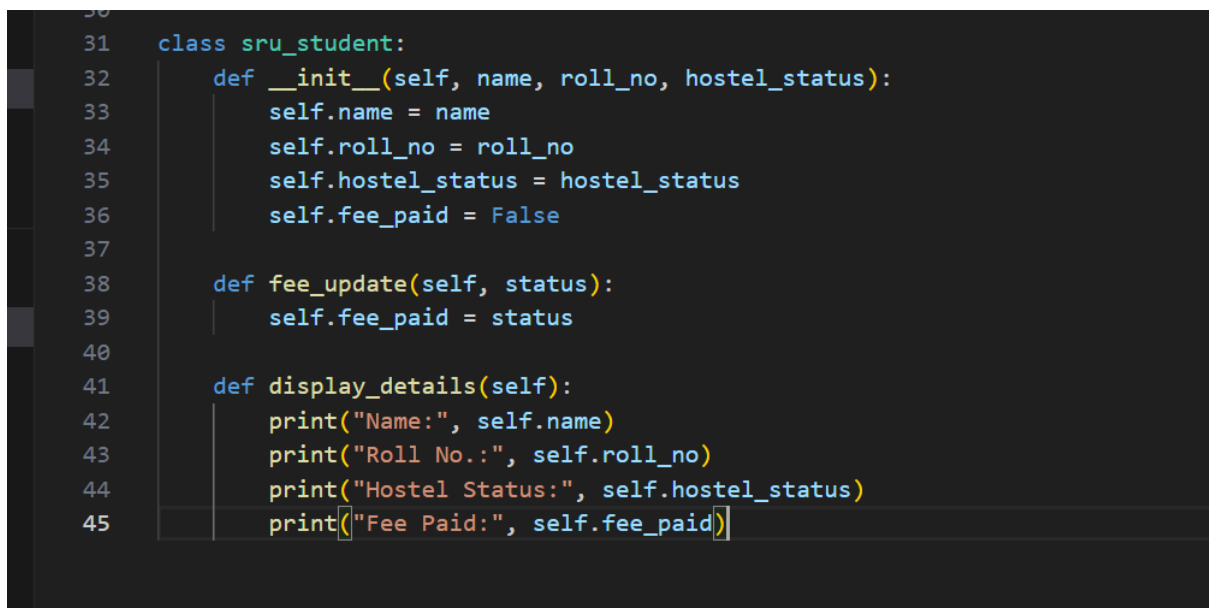 31 class sru_student:
32     def __init__(self, name, roll_no, hostel_status):
33         self.name = name
34         self.roll_no = roll_no
35         self.hostel_status = hostel_status
36         self.fee_paid = False
37
38     def fee_update(self, status):
39         self.fee_paid = status
40
41     def display_details(self):
42         print("Name:", self.name)
43         print("Roll No.:", self.roll_no)
44         print("Hostel Status:", self.hostel_status)
45         print("Fee Paid:", self.fee_paid)